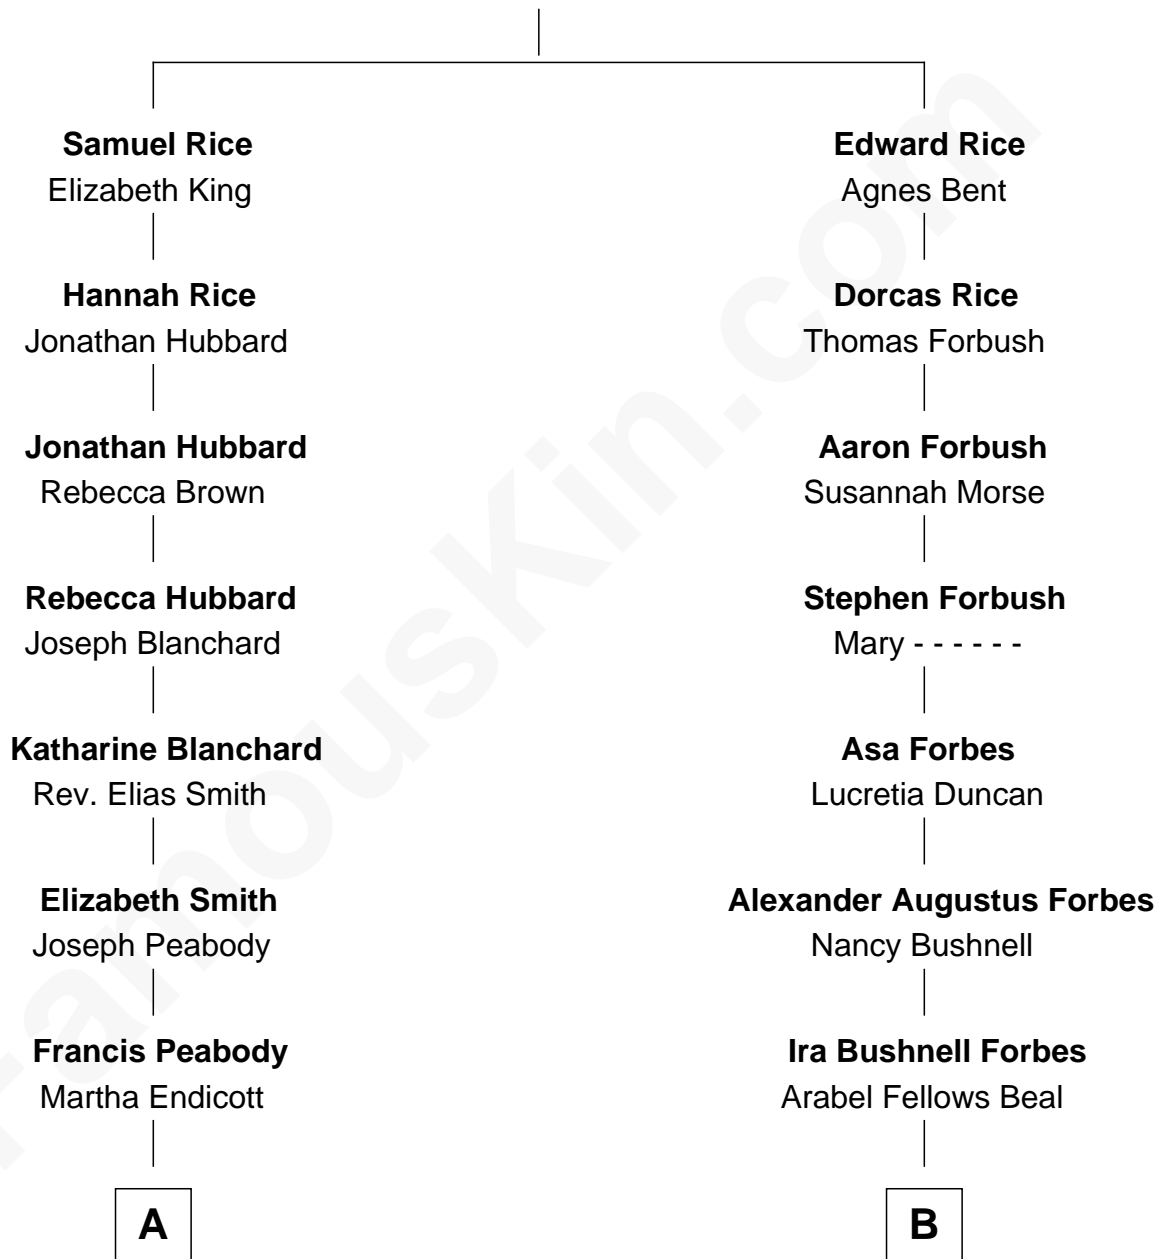 Samuel Rice
Elizabeth King
Hannah Rice
Jonathan Hubbard
Jonathan Hubbard
Rebecca Brown
Rebecca Hubbard
Joseph Blanchard
Katharine Blanchard
Rev. Elias Smith
Elizabeth Smith
Joseph Peabody
Francis Peabody
Martha Endicott
A
Edward Rice
Agnes Bent
Dorcas Rice
Thomas Forbush
Aaron Forbush
Susannah Morse
Stephen Forbush
Mary - - - - - -
Asa Forbes
Lucretia Duncan
Alexander Augustus Forbes
Nancy Bushnell
Ira Bushnell Forbes
Arabel Fellows Beal
B
FamousKin.com